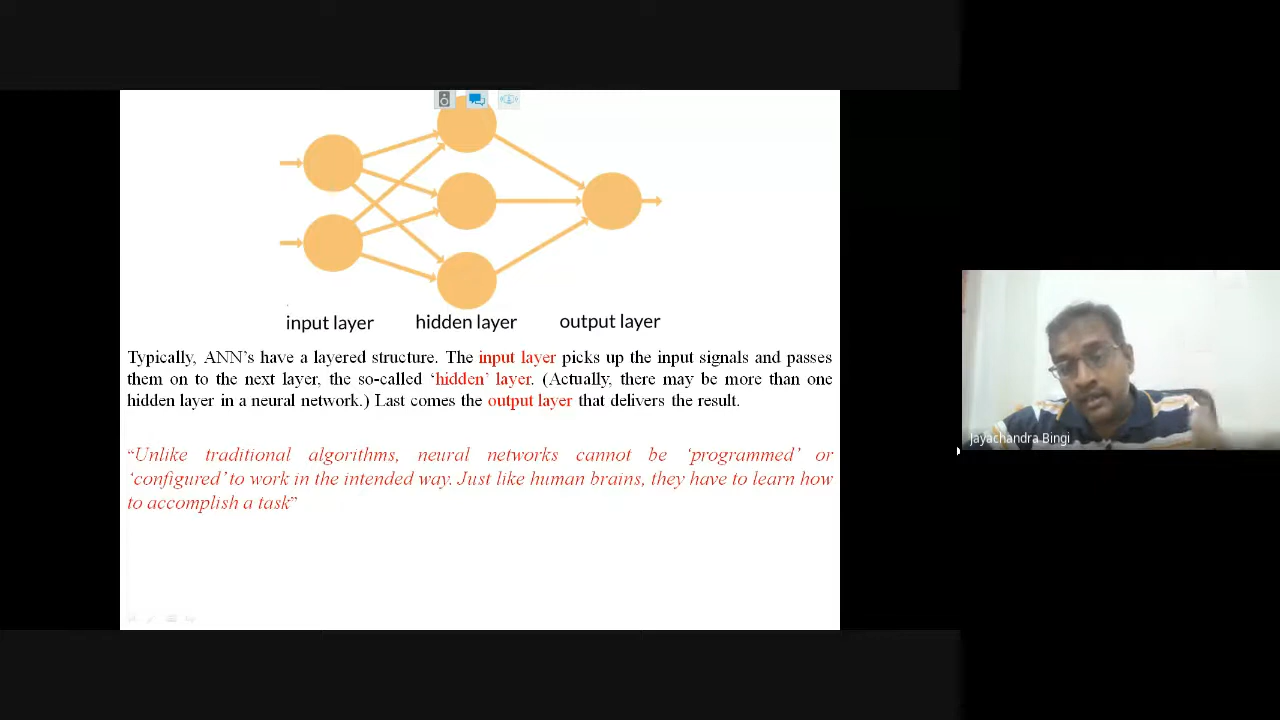 input layer hidden layer output layer
Typically, ANN's have a layered structure. The input layer picks up the input signals and passes
them on to the next layer, the so-called ‘hidden’ layer. (Actually, there may be more than one
hidden layer in a neural network.) Last comes the output layer that delivers the result.
“Unlike traditional algorithms, neural networks cannot be ‘programmed’ or
‘configured’ to work in the intended way. Just like human brains, they have to learn how
to accomplish a task”
Jayachandra Bingi